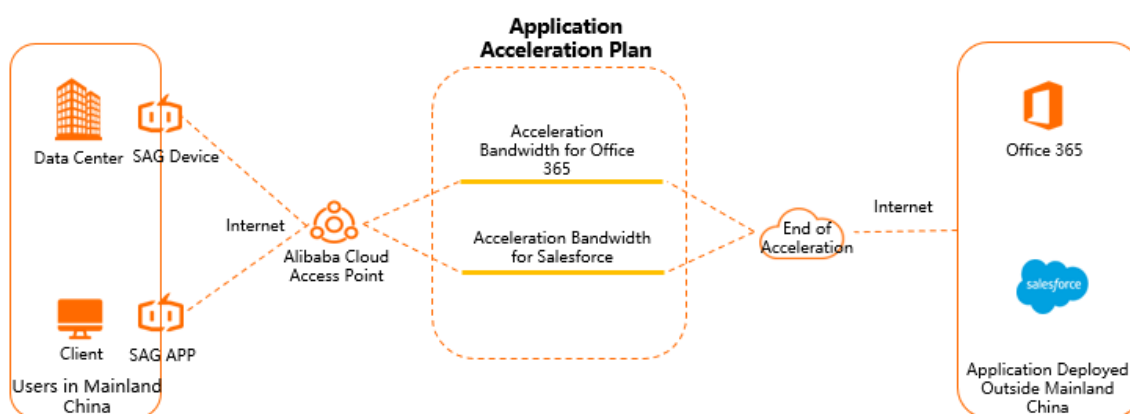 Application
Acceleration Plan
Data Center
SAG Device
Client
SAG APP
Users in Mainland
China
Internet
Alibaba Cloud
Access Point
Acceleration
Bandwidth for Office
365
Acceleration Bandwidth
for Salesforce
End of
Acceleration
Internet
Office 365
salesforce
Application Deployed
Outside Mainland
China